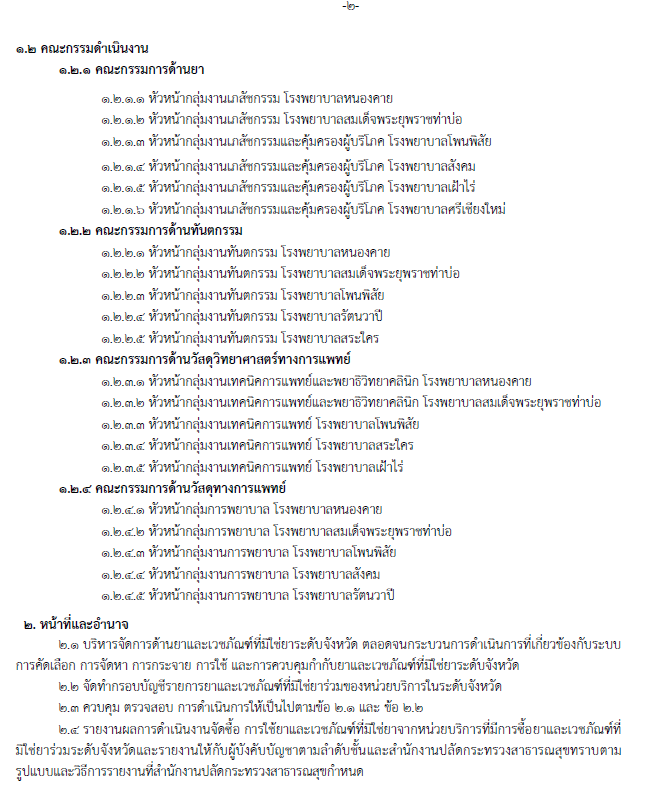 -๒-
๑.๒ คณะกรรมดำเนินงาน
๑.๒.๑ คณะกรรมการด้านยา
๑.๒.๑.๑ หัวหน้ากลุ่มงานเภสัชกรรม โรงพยาบาลหนองคาย
๑.๒.๑.๒ หัวหน้ากลุ่มงานเภสัชกรรม โรงพยาบาลสมเด็จพระยุพราชท่าบ่อ
๑.๒.๑.๓ หัวหน้ากลุ่มงานเภสัชกรรมและคุ้มครองผู้บริโภค โรงพยาบาลโพนพิสัย
๑.๒.๑.๔ หัวหน้ากลุ่มงานเภสัชกรรมและคุ้มครองผู้บริโภค โรงพยาบาลสังคม
๑.๒.๑.๕ หัวหน้ากลุ่มงานเภสัชกรรมและคุ้มครองผู้บริโภค โรงพยาบาลเฝ้าไร่
๑.๒.๑.๖ หัวหน้ากลุ่มงานเภสัชกรรมและคุ้มครองผู้บริโภค โรงพยาบาลศรีเชียงใหม่
๑.๒.๒ คณะกรรมการด้านทันตกรรม
๑.๒.๒.๑ หัวหน้ากลุ่มงานทันตกรรม โรงพยาบาลหนองคาย
๑.๒.๒.๒ หัวหน้ากลุ่มงานทันตกรรม โรงพยาบาลสมเด็จพระยุพราชท่าบ่อ
๑.๒.๒.๓ หัวหน้ากลุ่มงานทันตกรรม โรงพยาบาลโพนพิสัย
๑.๒.๒.๔ หัวหน้ากลุ่มงานทันตกรรม โรงพยาบาลรัตนวาปี
๑.๒.๒.๕ หัวหน้ากลุ่มงานทันตกรรม โรงพยาบาลสระใคร
๑.๒.๓ คณะกรรมการด้านวัสดุวิทยาศาสตร์ทางการแพทย์
๑.๒.๓.๑ หัวหน้ากลุ่มงานเทคนิคการแพทย์และพยาธิวิทยาคลินิก โรงพยาบาลหนองคาย
๑.๒.๓.๒ หัวหน้ากลุ่มงานเทคนิคการแพทย์และพยาธิวิทยาคลินิก โรงพยาบาลสมเด็จพระยุพราชท่าบ่อ
๑.๒.๓.๓ หัวหน้ากลุ่มงานเทคนิคการแพทย์ โรงพยาบาลโพนพิสัย
๑.๒.๓.๔ หัวหน้ากลุ่มงานเทคนิคการแพทย์ โรงพยาบาลสระใคร
๑.๒.๓.๕ หัวหน้ากลุ่มงานเทคนิคการแพทย์ โรงพยาบาลเฝ้าไร่
๑.๒.๔ คณะกรรมการด้านวัสดุทางการแพทย์
๑.๒.๔.๑ หัวหน้ากลุ่มการพยาบาล โรงพยาบาลหนองคาย
๑.๒.๔.๒ หัวหน้ากลุ่มการพยาบาล โรงพยาบาลสมเด็จพระยุพราชท่าบ่อ
๑.๒.๔.๓ หัวหน้ากลุ่มงานการพยาบาล โรงพยาบาลโพนพิสัย
๑.๒.๔.๔ หัวหน้ากลุ่มงานการพยาบาล โรงพยาบาลสังคม
๑.๒.๔.๕ หัวหน้ากลุ่มงานการพยาบาล โรงพยาบาลรัตนวาปี
๒. หน้าที่และอำนาจ
๒.๑ บริหารจัดการด้านยาและเวชภัณฑ์ที่มิใช่ยาระดับจังหวัด ตลอดจนกระบวนการดำเนินการที่เกี่ยวข้องกับระบบ
การคัดเลือก การจัดหา การกระจาย การใช้ และการควบคุมกำกับยาและเวชภัณฑ์ที่มิใช่ยาระดับจังหวัด
๒.๒ จัดทำกรอบบัญชีรายการยาและเวชภัณฑ์ที่มิใช่ยาร่วมของหน่วยบริการในระดับจังหวัด
๒.๓ ควบคุม ตรวจสอบ การดำเนินการให้เป็นไปตามข้อ ๒.๑ และ ข้อ ๒.๒
๒.๔ รายงานผลการดำเนินงานจัดซื้อ การใช้ยาและเวชภัณฑ์ที่มิใช่ยาจากหน่วยบริการที่มีการซื้อยาและเวชภัณฑ์ที่
มิใช่ยาร่วมระดับจังหวัดและรายงานให้กับผู้บังคับบัญชาตามลำดับชั้นและสำนักงานปลัดกระทรวงสาธารณสุขทราบตาม
รูปแบบและวิธีการรายงานที่สำนักงานปลัดกระทรวงสาธารณสุขกำหนด